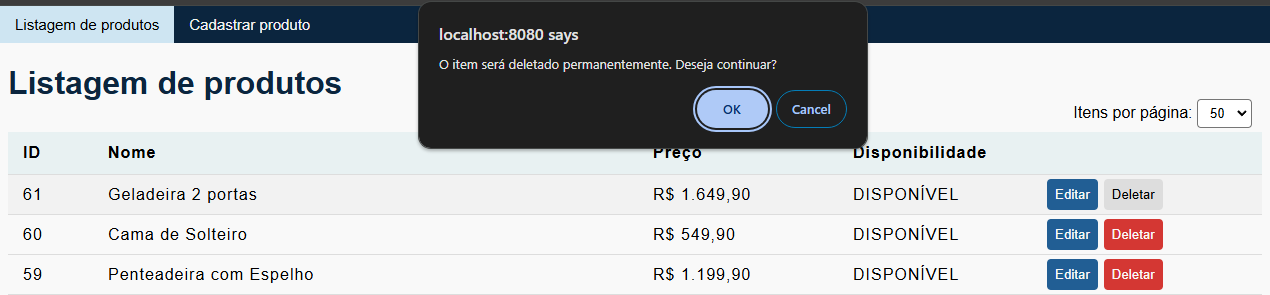 Listagem de produtos Cadastrar produto
localhost:8080 says
O item será deletado permanentemente. Deseja continuar?
OK Cancel
Listagem de produtos
Itens por página: 50
ID Nome Preço Disponibilidade
61 Geladeira 2 portas R$ 1.649,90 DISPONÍVEL Editar Deletar
60 Cama de Solteiro R$ 549,90 DISPONÍVEL Editar Deletar
59 Penteadeira com Espelho R$ 1.199,90 DISPONÍVEL Editar Deletar